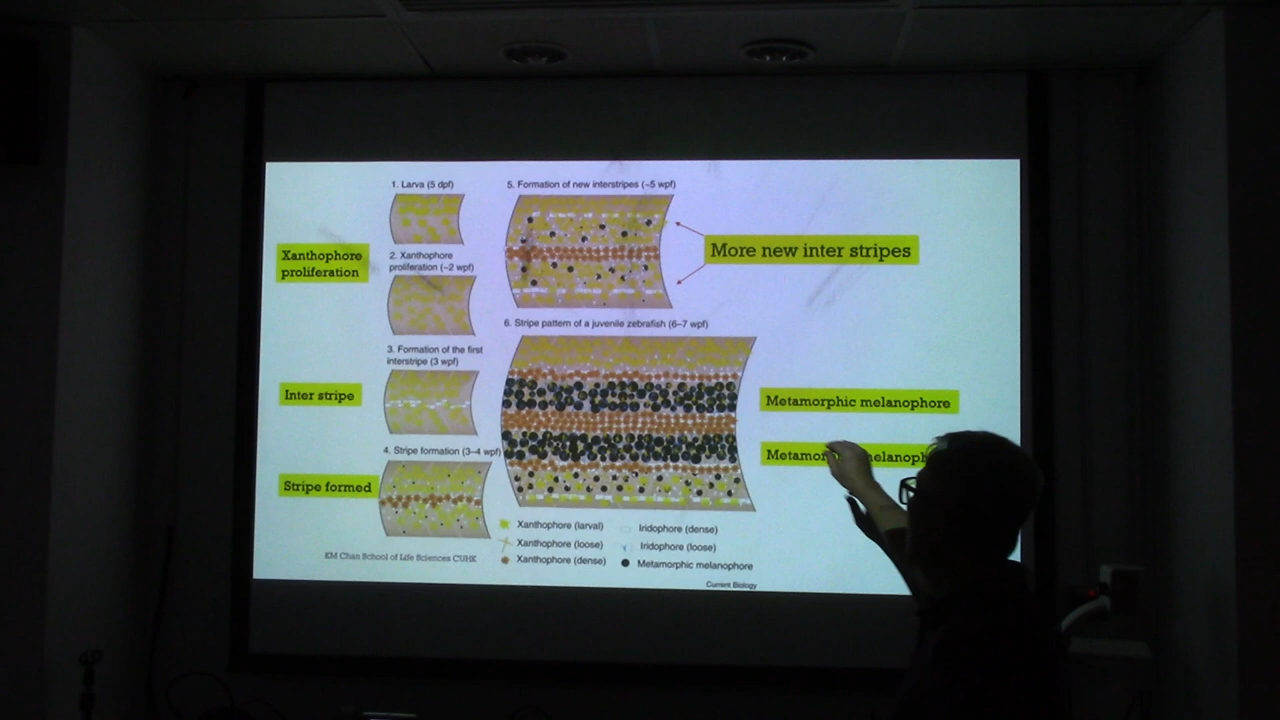 1. Larva (5 dpf)
Xanthophore
proliferation
2. Xanthophore
proliferation (~2 wpf)
3. Formation of the first
interstripe (3 wpf)
Inter stripe
4. Stripe formation (3–4 wpf)
Stripe formed
EM Chan School of Life Sciences CUHK
5. Formation of new interstripes (~5 wpf)
More new inter stripes
6. Stripe pattern of a juvenile zebrafish (6–7 wpf)
Metamorphic melanophore
Xanthophore (larval)
Xanthophore (loose)
Xanthophore (dense)
Iridophore (dense)
Iridophore (loose)
Metamorphic melanophore
Current Biology